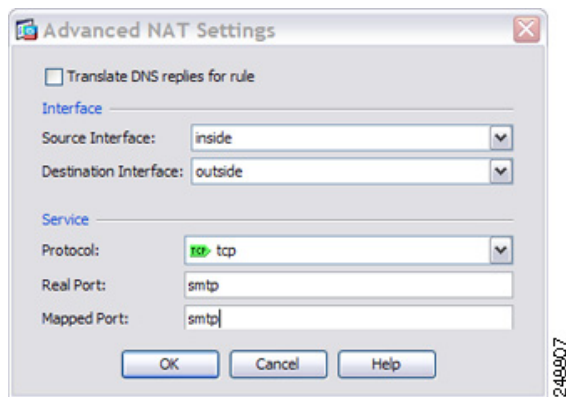 Advanced NAT Settings
Translate DNS replies for rule
Interface
Source Interface: inside
Destination Interface: outside
Service
Protocol: TCP tcp
Real Port: smtp
Mapped Port: smtp
OK Cancel Help
248807